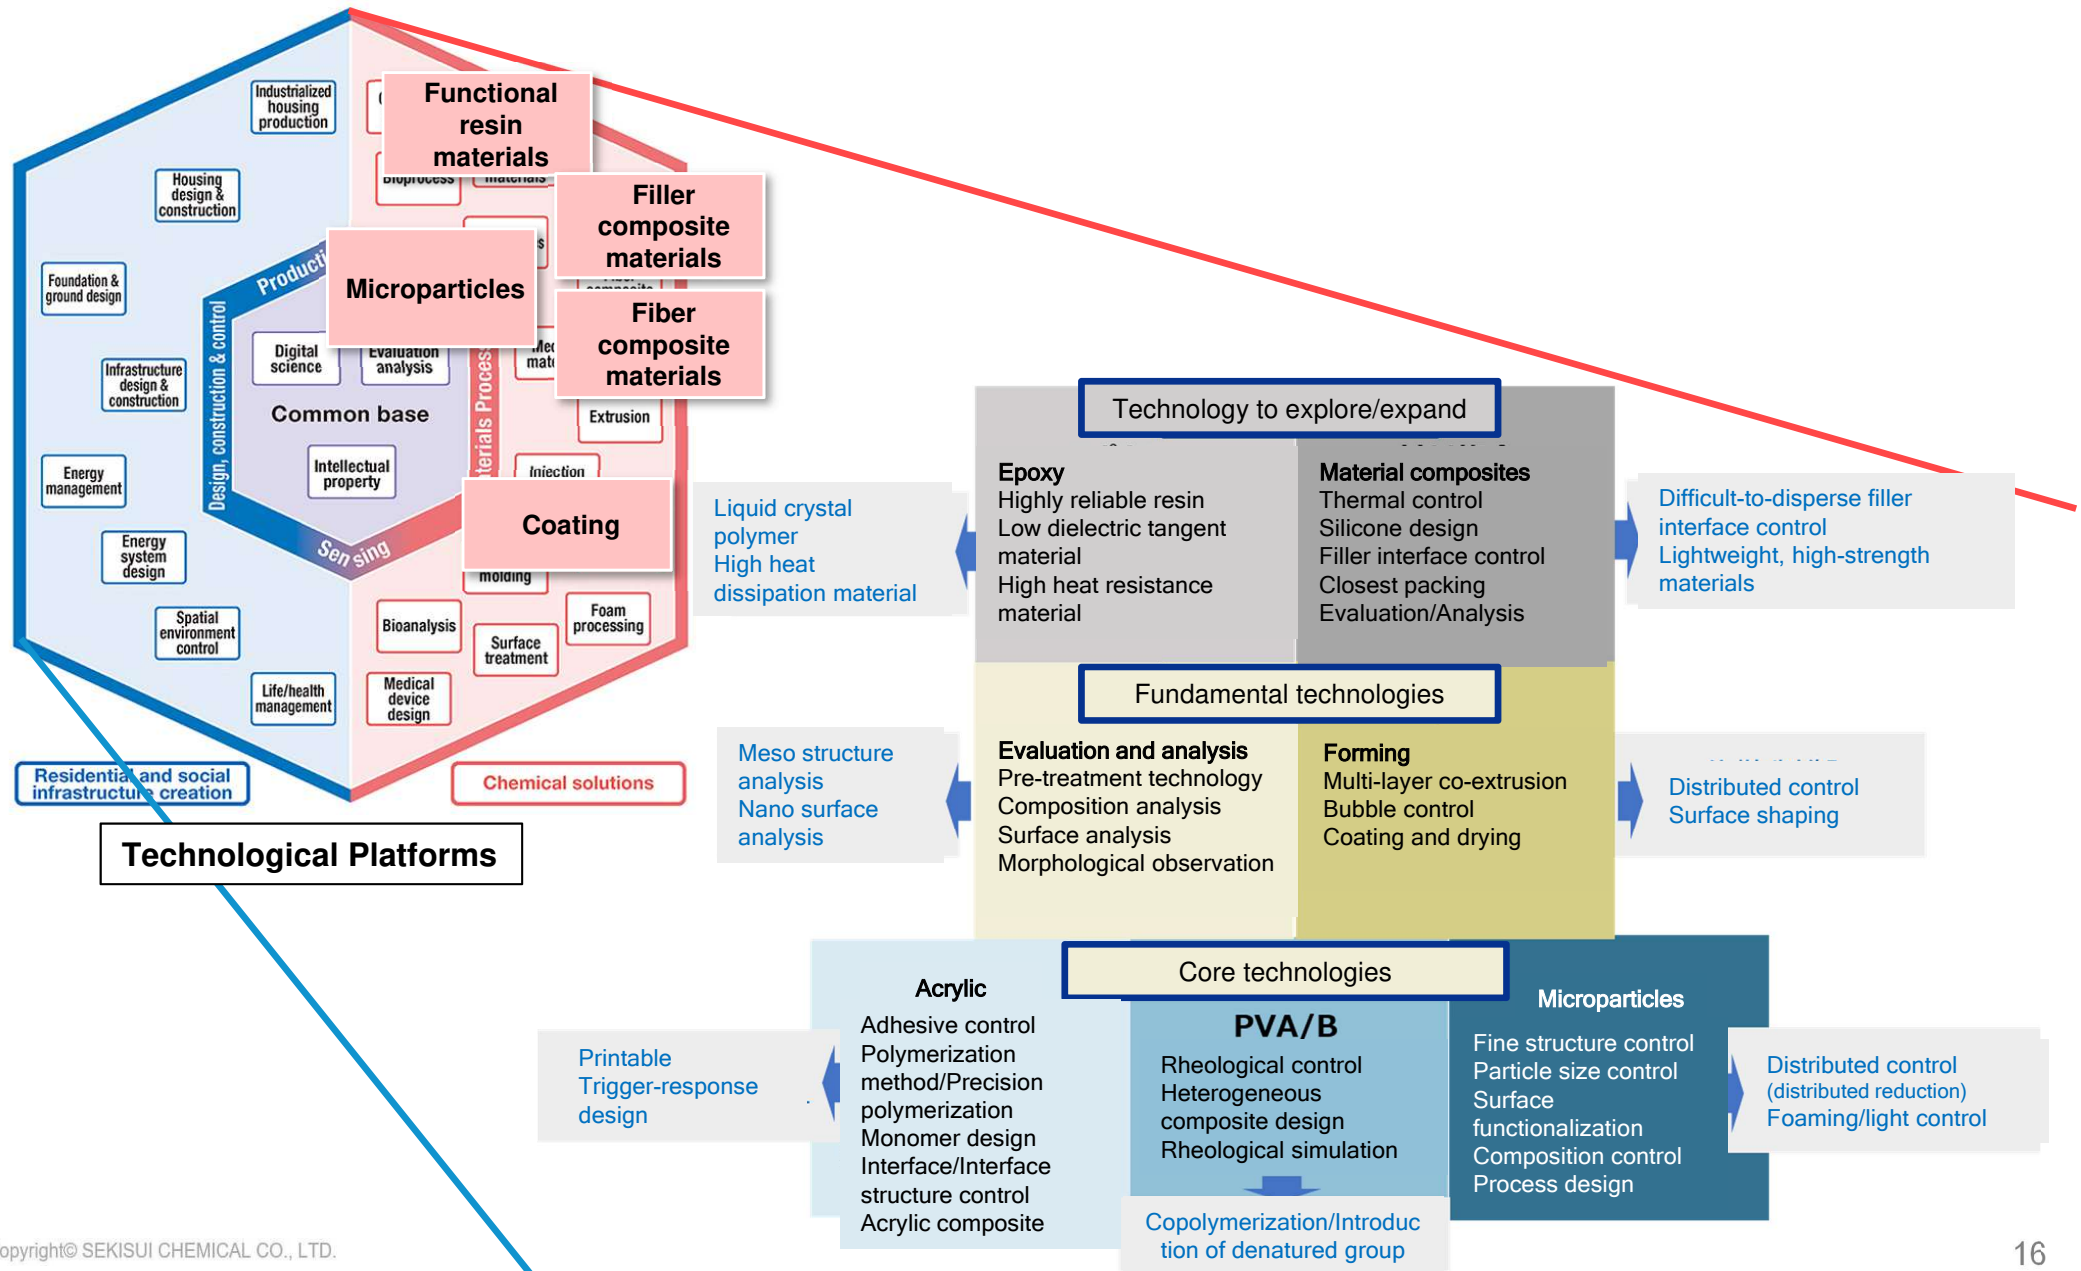 Industrialized
housing
production
Functional
resin
materials
Housing
design &
construction
Bioprocess
materials
Filler
composite
materials
Foundation &
ground design
Microparticles
Fiber
composite
materials
Design, construction & control
Digital
science
Evaluation
analysis
Infrastructure
design &
construction
Common base
Extrusion
Energy
management
Intellectual
property
Injection
Coating
molding
Sensing
Energy
system
design
Spatial
environment
control
Bioanalysis
Foam
processing
Surface
treatment
Life/health
management
Medical
device
design
Residential and social
infrastructure creation
Chemical solutions
Technological Platforms
Technology to explore/expand
Liquid crystal
polymer
High heat
dissipation material
Epoxy
Highly reliable resin
Low dielectric tangent
material
High heat resistance
material
Material composites
Thermal control
Silicone design
Filler interface control
Closest packing
Evaluation/Analysis
Difficult-to-disperse filler
interface control
Lightweight, high-strength
materials
Fundamental technologies
Meso structure
analysis
Nano surface
analysis
Evaluation and analysis
Pre-treatment technology
Composition analysis
Surface analysis
Morphological observation
Forming
Multi-layer co-extrusion
Bubble control
Coating and drying
Distributed control
Surface shaping
Core technologies
Printable
Trigger-response
design
Acrylic
Adhesive control
Polymerization
method/Precision
polymerization
Monomer design
Interface/Interface
structure control
Acrylic composite
PVA/B
Rheological control
Heterogeneous
composite design
Rheological simulation
Copolymerization/Introduc
tion of denatured group
Microparticles
Fine structure control
Particle size control
Surface
functionalization
Composition control
Process design
Distributed control
(distributed reduction)
Foaming/light control
opyright© SEKISUI CHEMICAL CO., LTD.
16